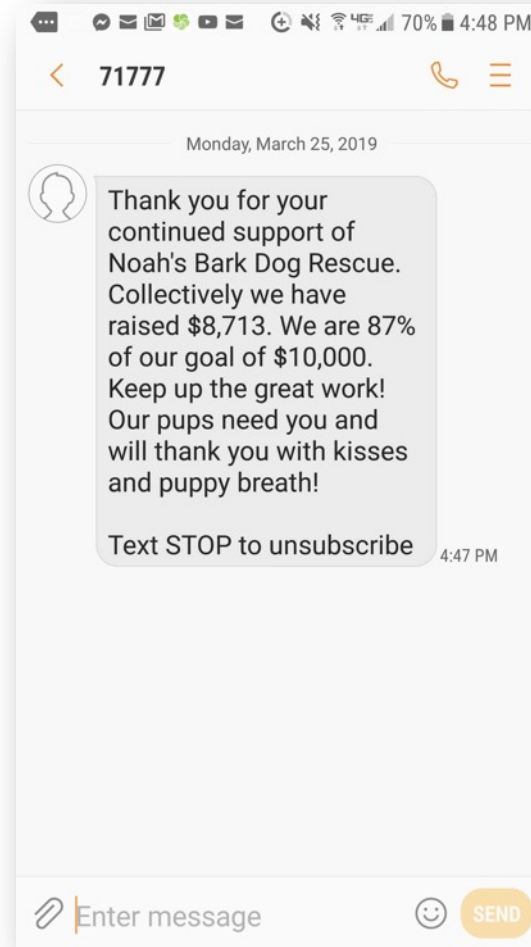 4G 70% 4:48 PM
71777
Monday, March 25, 2019
Thank you for your
continued support of
Noah's Bark Dog Rescue.
Collectively we have
raised $8,713. We are 87%
of our goal of $10,000.
Keep up the great work!
Our pups need you and
will thank you with kisses
and puppy breath!
Text STOP to unsubscribe
4:47 PM
Enter message
SEND